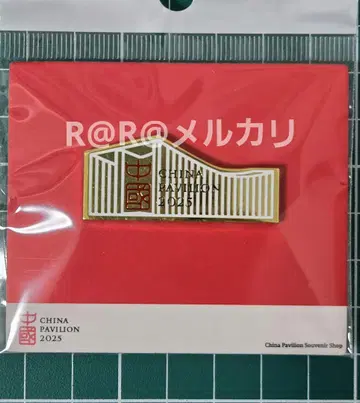 R@R@メルカリ
中國
CHINA
PAVILION
2025
中國
CHINA
PAVILION
2025
China Pavilion Souvenir Shop